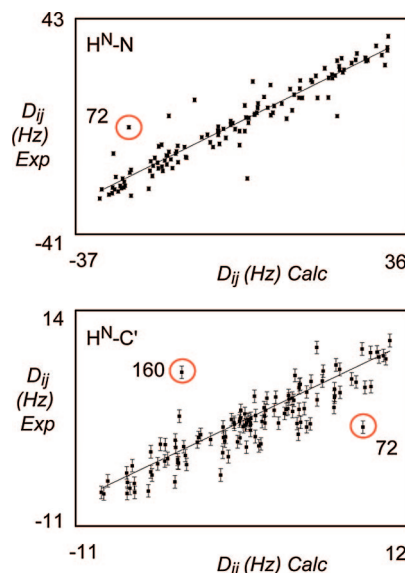 43
H^N-N
D_ij
(Hz)
Exp
72
-41
-37
36
D_ij (Hz) Calc
14
H^N-C'
D_ij
(Hz)
Exp
160
72
-11
-11
12
D_ij (Hz) Calc